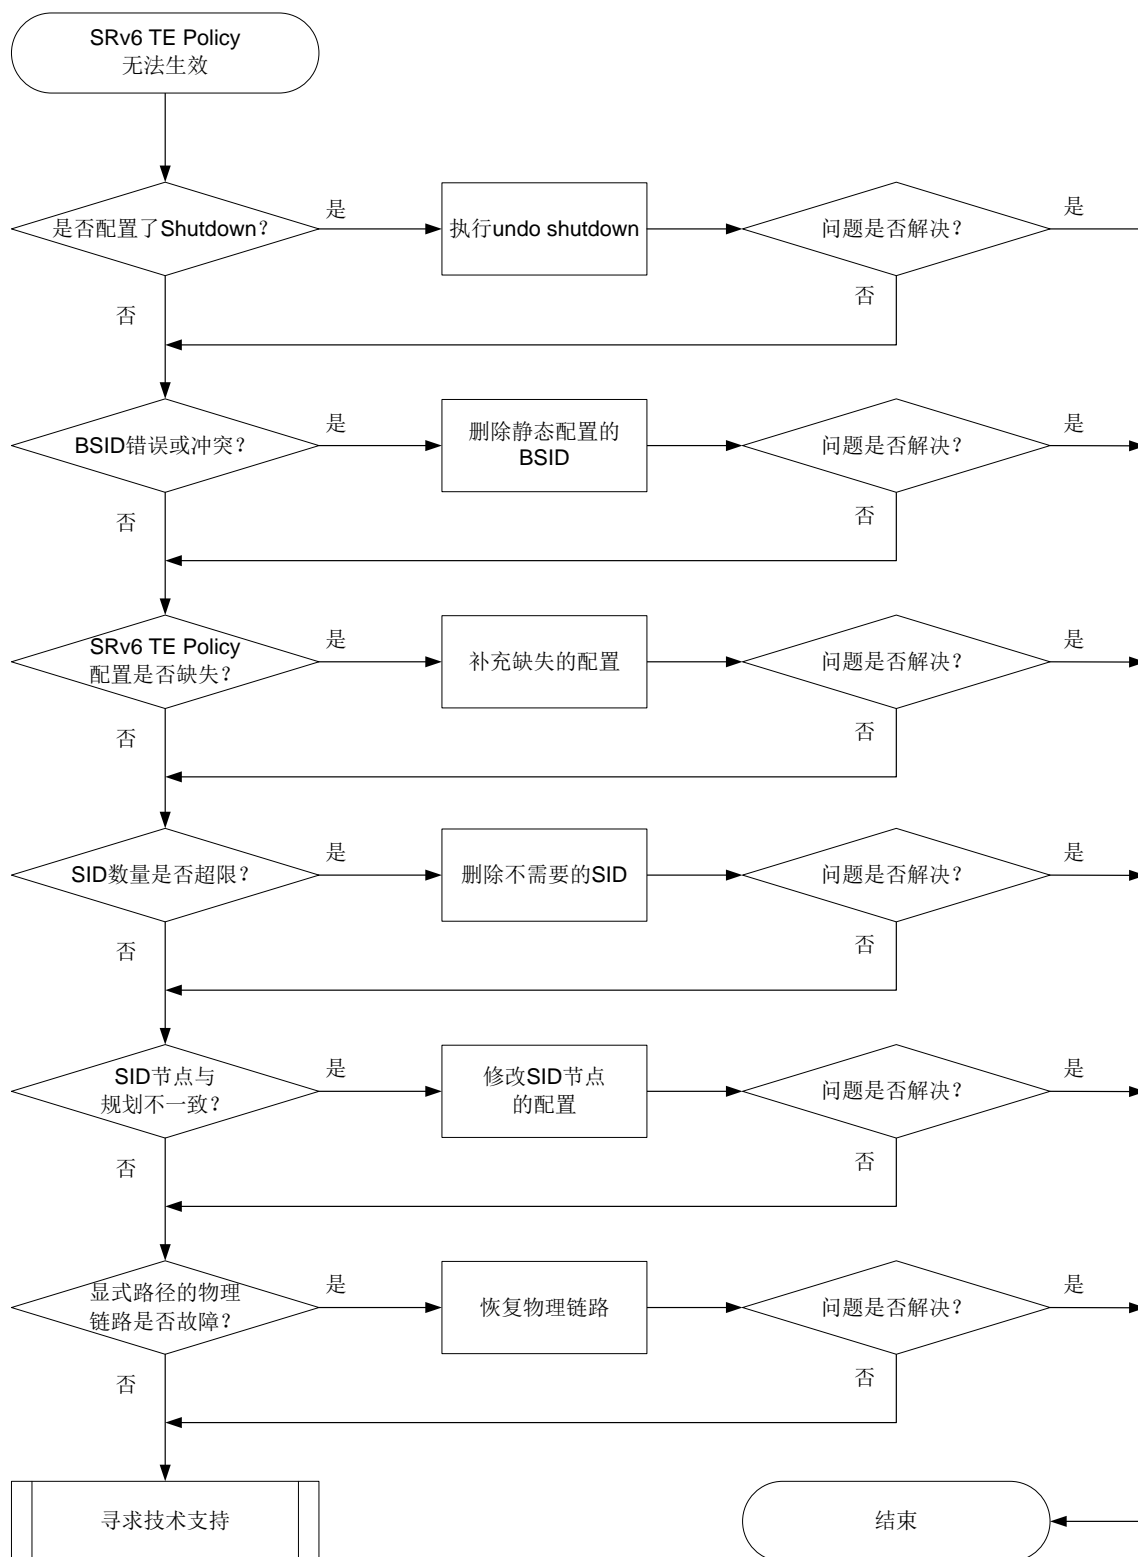 SRv6 TE Policy
无法生效
是否配置了Shutdown?
是
执行undo shutdown
问题是否解决?
是
否
否
BSID错误或冲突?
是
删除静态配置的
BSID
问题是否解决?
是
否
否
SRv6 TE Policy
配置是否缺失?
是
补充缺失的配置
问题是否解决?
是
否
否
SID数量是否超限?
是
删除不需要的SID
问题是否解决?
是
否
否
SID节点与
规划不一致?
是
修改SID节点
的配置
问题是否解决?
是
否
否
显式路径的物理
链路是否故障?
是
恢复物理链路
问题是否解决?
是
否
否
寻求技术支持
结束